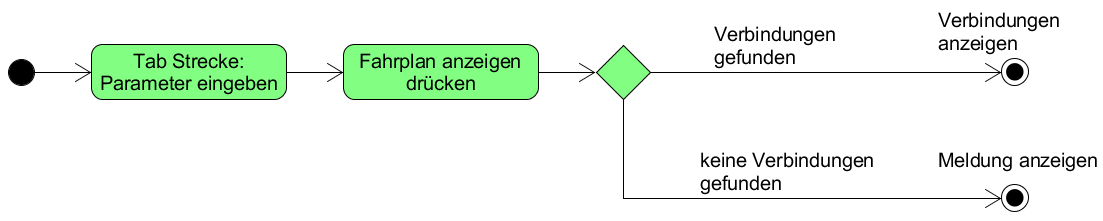 Tab Strecke:
Parameter eingeben
Fahrplan anzeigen
drücken
Verbindungen
gefunden
Verbindungen
anzeigen
keine Verbindungen
gefunden
Meldung anzeigen